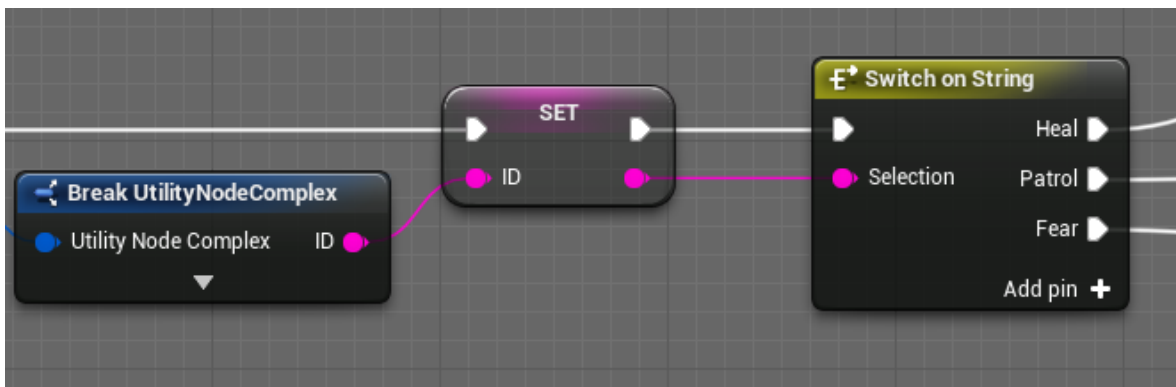 SET
ID
Break UtilityNodeComplex
Utility Node Complex ID
Switch on String
Heal
Selection Patrol
Fear
Add pin